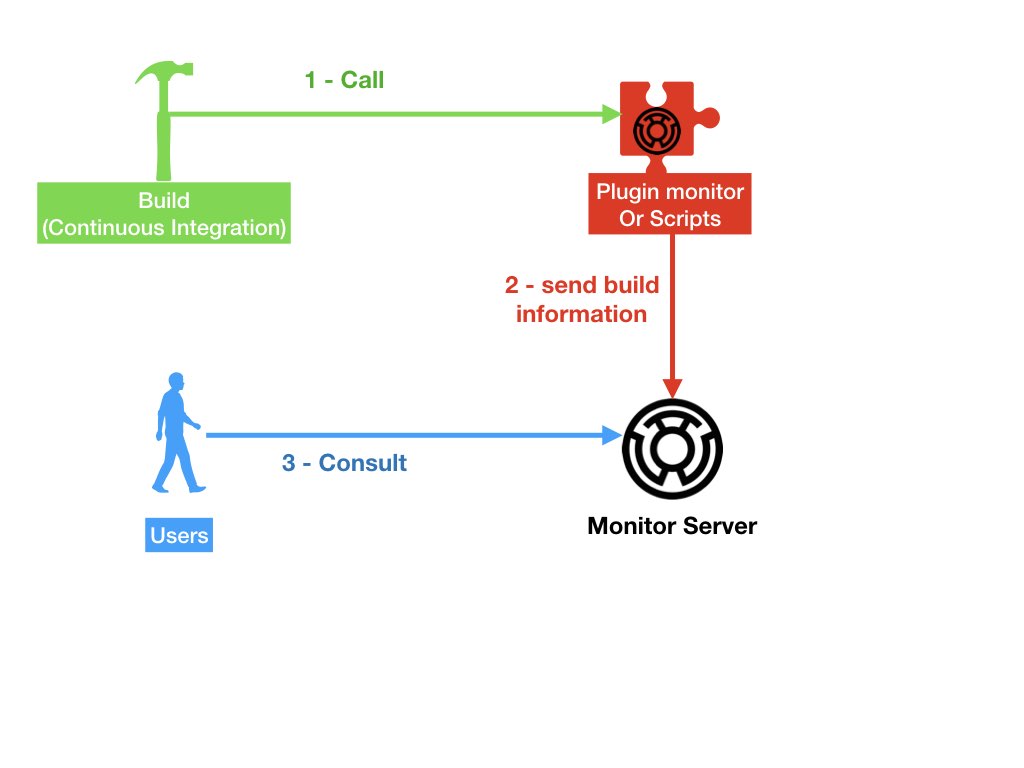 1 - Call
Build
(Continuous Integration)
Plugin monitor
Or Scripts
2 - send build
information
3 - Consult
Users
Monitor Server